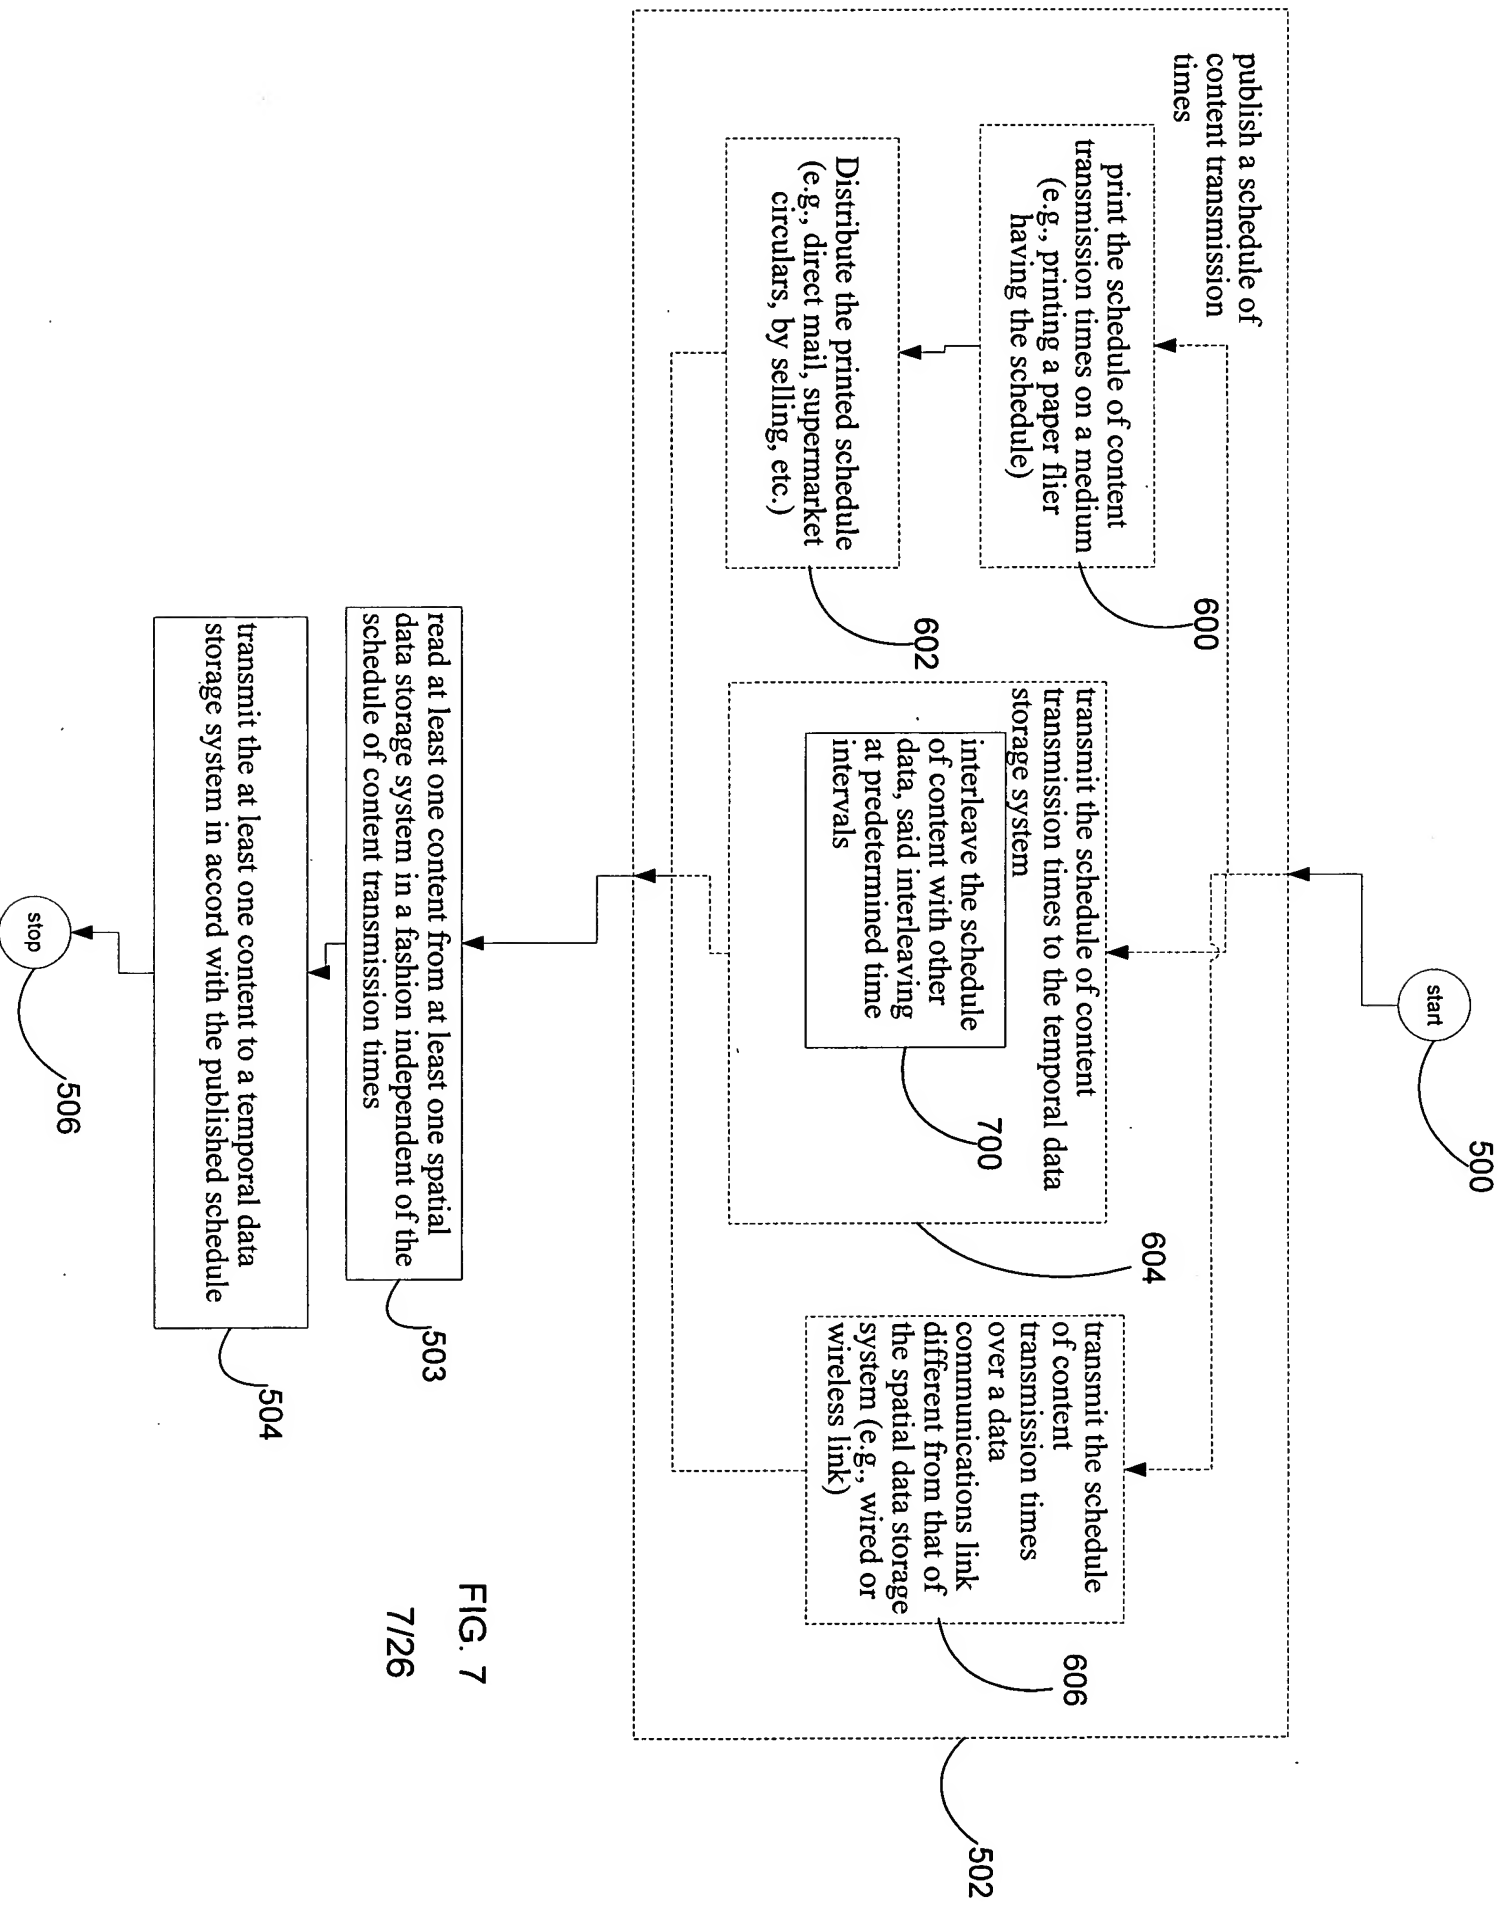 start
500
publish a schedule of
content transmission
times
print the schedule of content
transmission times on a medium
(e.g., printing a paper flier
having the schedule)
600
Distribute the printed schedule
(e.g., direct mail, supermarket
circulars, by selling, etc.)
602
transmit the schedule of content
transmission times to the temporal data
storage system
interleave the schedule
of content with other
data, said interleaving
at predetermined time
intervals
700
604
transmit the schedule
of content
transmission times
over a data
communications link
different from that of
the spatial data storage
system (e.g., wired or
wireless link)
606
502
read at least one content from at least one spatial
data storage system in a fashion independent of the
schedule of content transmission times
503
transmit the at least one content to a temporal data
storage system in accord with the published schedule
504
stop
506
FIG. 7
7/26